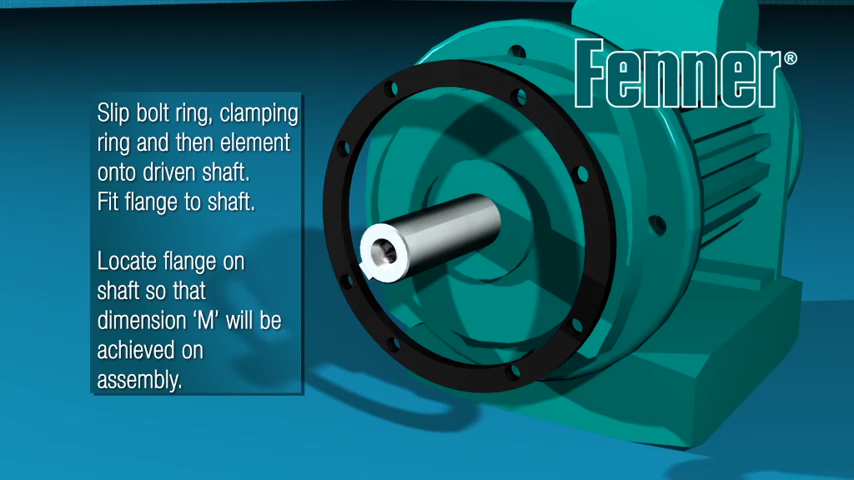 Fenner®
Slip bolt ring, clamping
ring and then element
onto driven shaft.
Fit flange to shaft.
Locate flange on
shaft so that
dimension ‘M’ will be
achieved on
assembly.